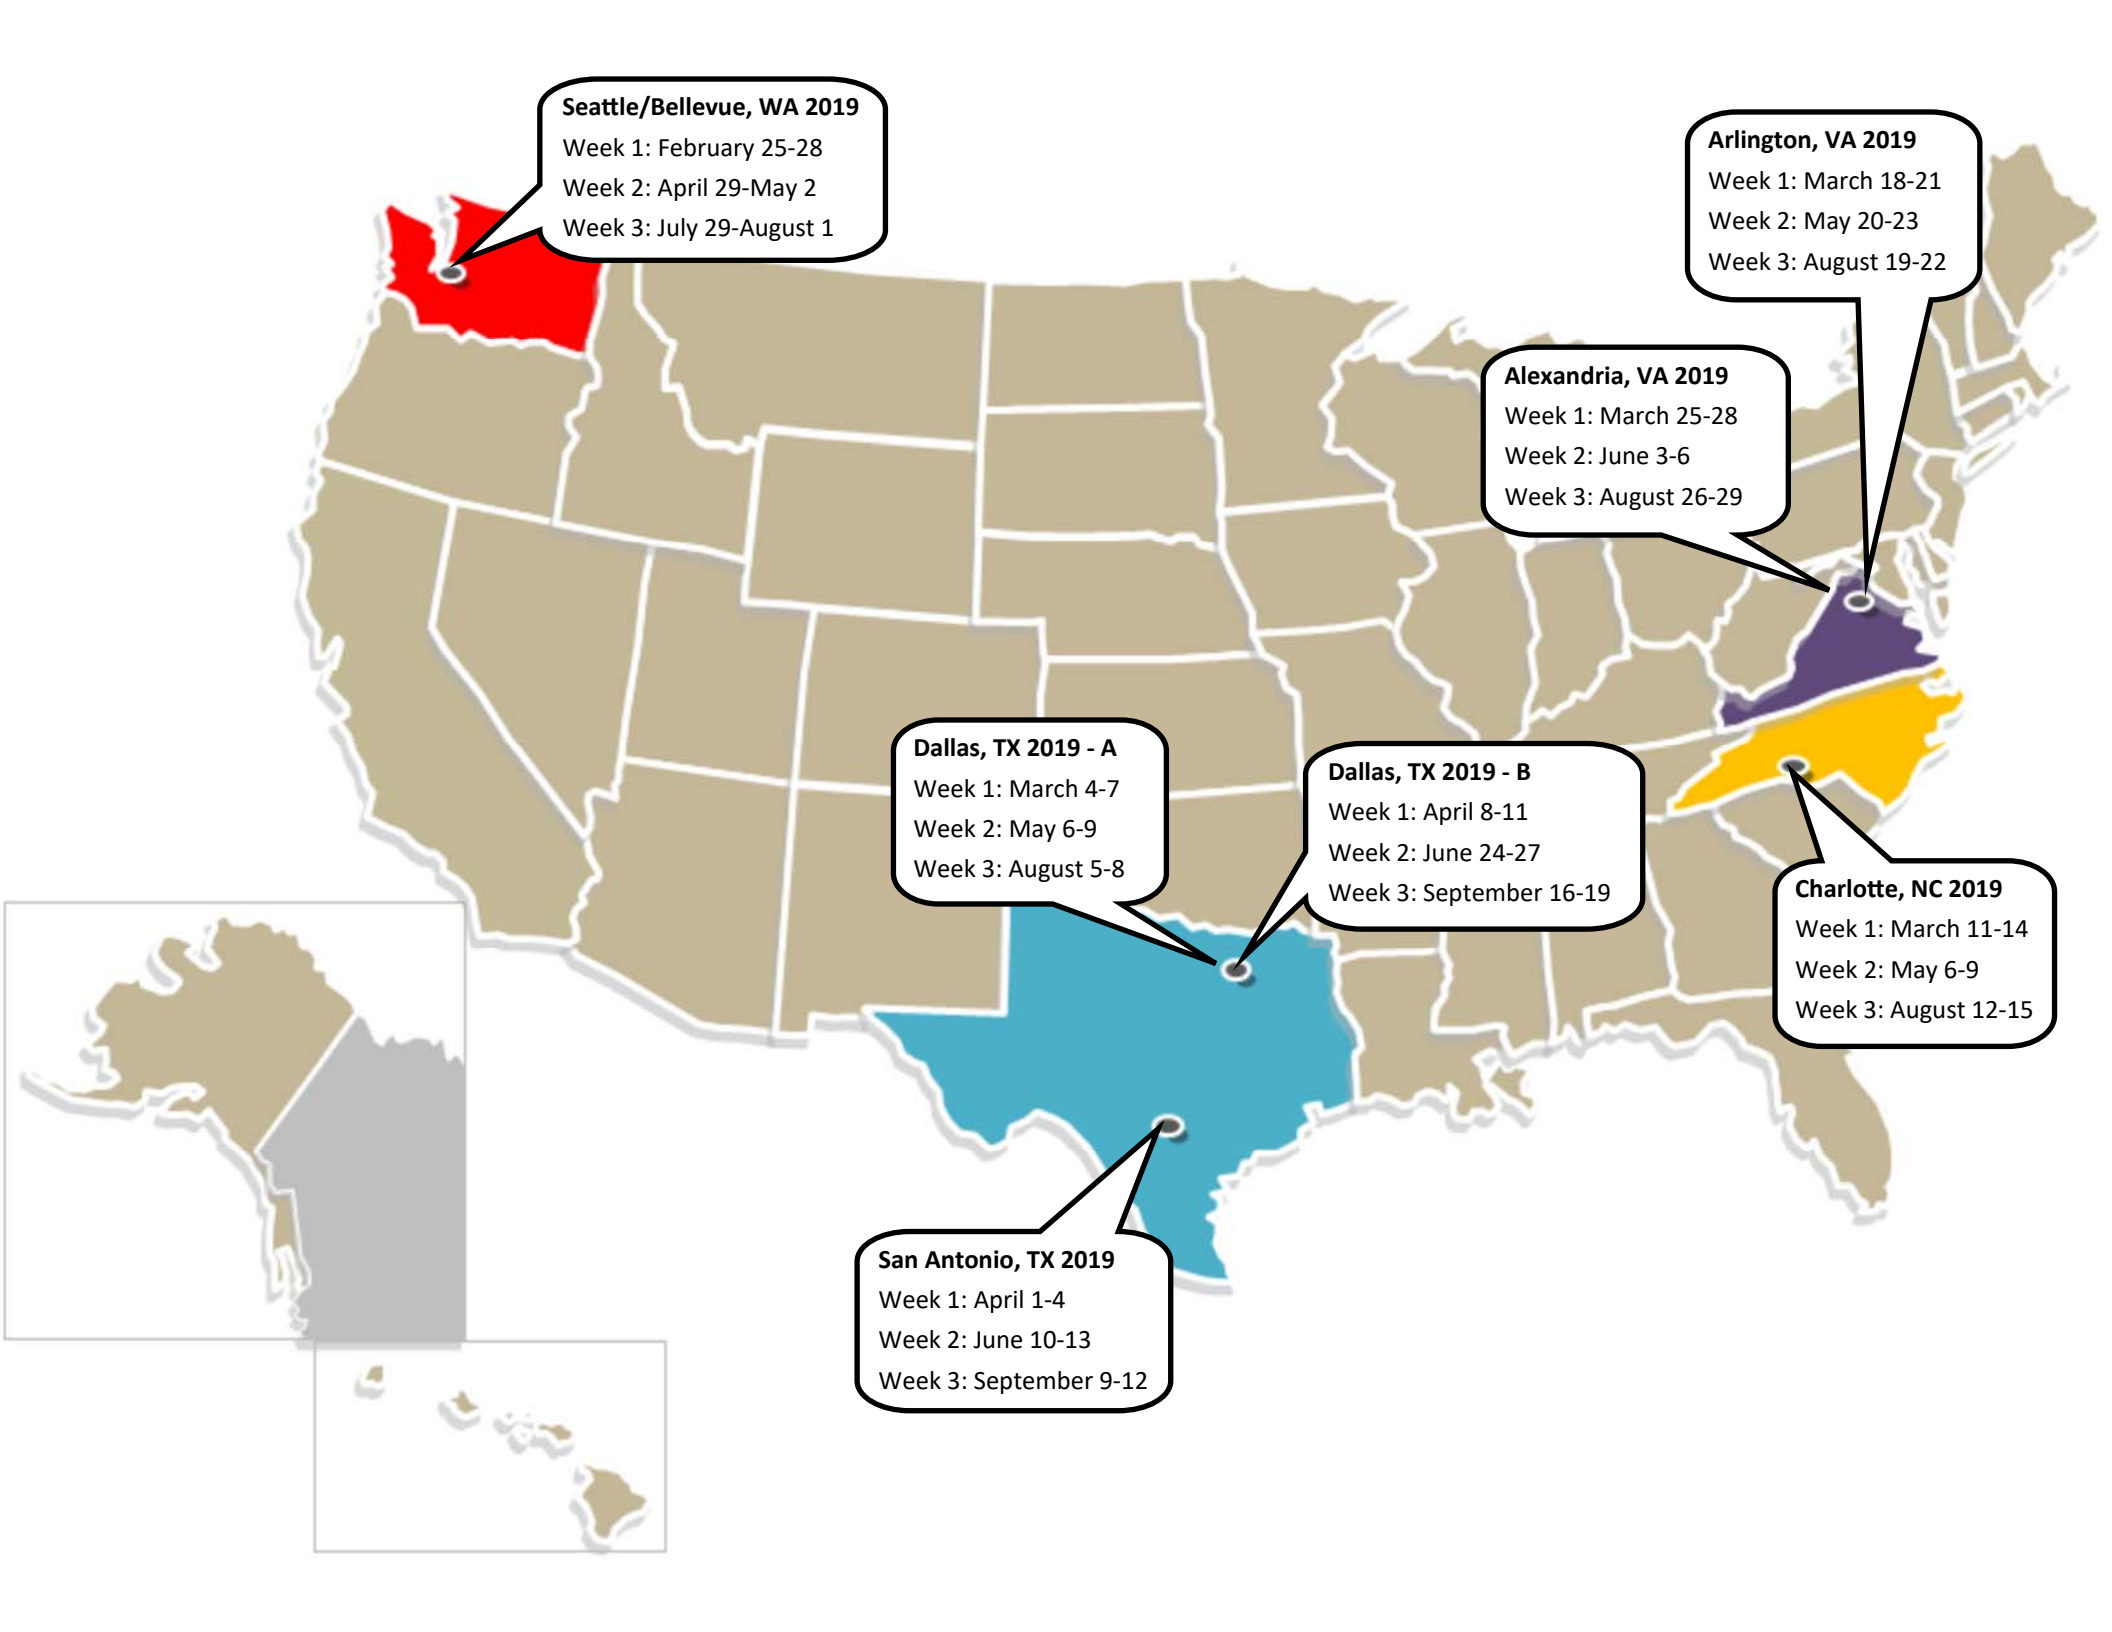 Seattle/Bellevue, WA 2019
Week 1: February 25-28
Week 2: April 29-May 2
Week 3: July 29-August 1
Arlington, VA 2019
Week 1: March 18-21
Week 2: May 20-23
Week 3: August 19-22
Alexandria, VA 2019
Week 1: March 25-28
Week 2: June 3-6
Week 3: August 26-29
Dallas, TX 2019 - A
Week 1: March 4-7
Week 2: May 6-9
Week 3: August 5-8
Dallas, TX 2019 - B
Week 1: April 8-11
Week 2: June 24-27
Week 3: September 16-19
Charlotte, NC 2019
Week 1: March 11-14
Week 2: May 6-9
Week 3: August 12-15
San Antonio, TX 2019
Week 1: April 1-4
Week 2: June 10-13
Week 3: September 9-12